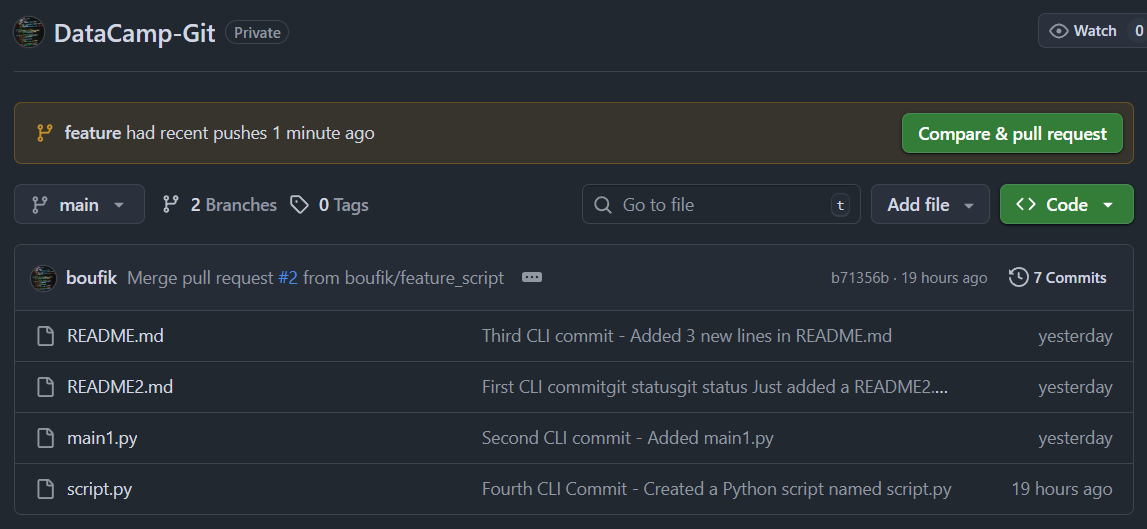 DataCamp-Git Private Watch 0
feature had recent pushes 1 minute ago Compare & pull request
main 2 Branches 0 Tags Go to file t Add file Code
boufik Merge pull request #2 from boufik/feature_script b71356b · 19 hours ago 7 Commits
README.md Third CLI commit - Added 3 new lines in README.md yesterday
README2.md First CLI commitgit statusgit status Just added a README2.... yesterday
main1.py Second CLI commit - Added main1.py yesterday
script.py Fourth CLI Commit - Created a Python script named script.py 19 hours ago